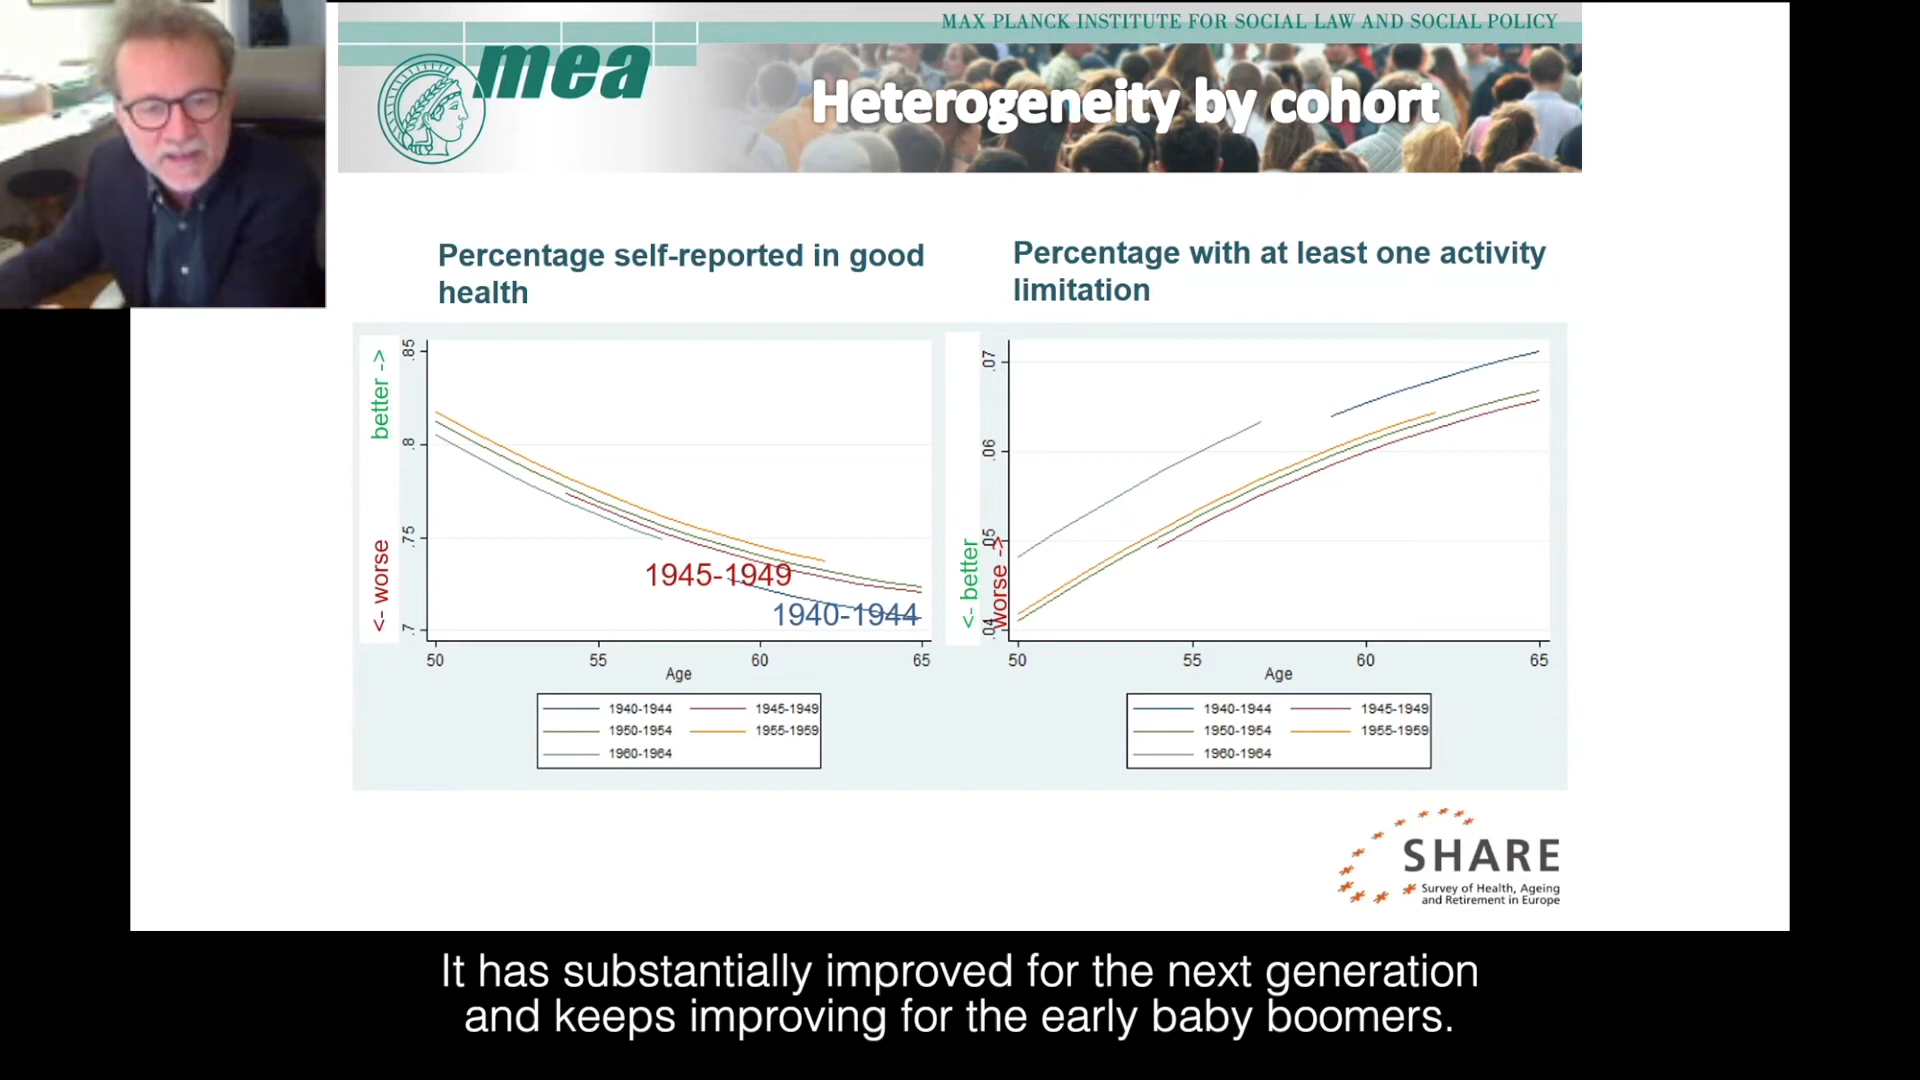 MAX PLANCK INSTITUTE FOR SOCIAL LAW AND SOCIAL POLICY
mea
Heterogeneity by cohort
Percentage self-reported in good
health
Percentage with at least one activity
limitation
better ->
<- worse
.85
.8
.75
.7
50 55 60 65
Age
1945-1949
1940-1944
1940-1944 1945-1949
1950-1954 1955-1959
1960-1964
<- better
worse ->
.07
.06
.05
.04
50 55 60 65
Age
1940-1944 1945-1949
1950-1954 1955-1959
1960-1964
SHARE
Survey of Health, Ageing
and Retirement in Europe
It has substantially improved for the next generation
and keeps improving for the early baby boomers.